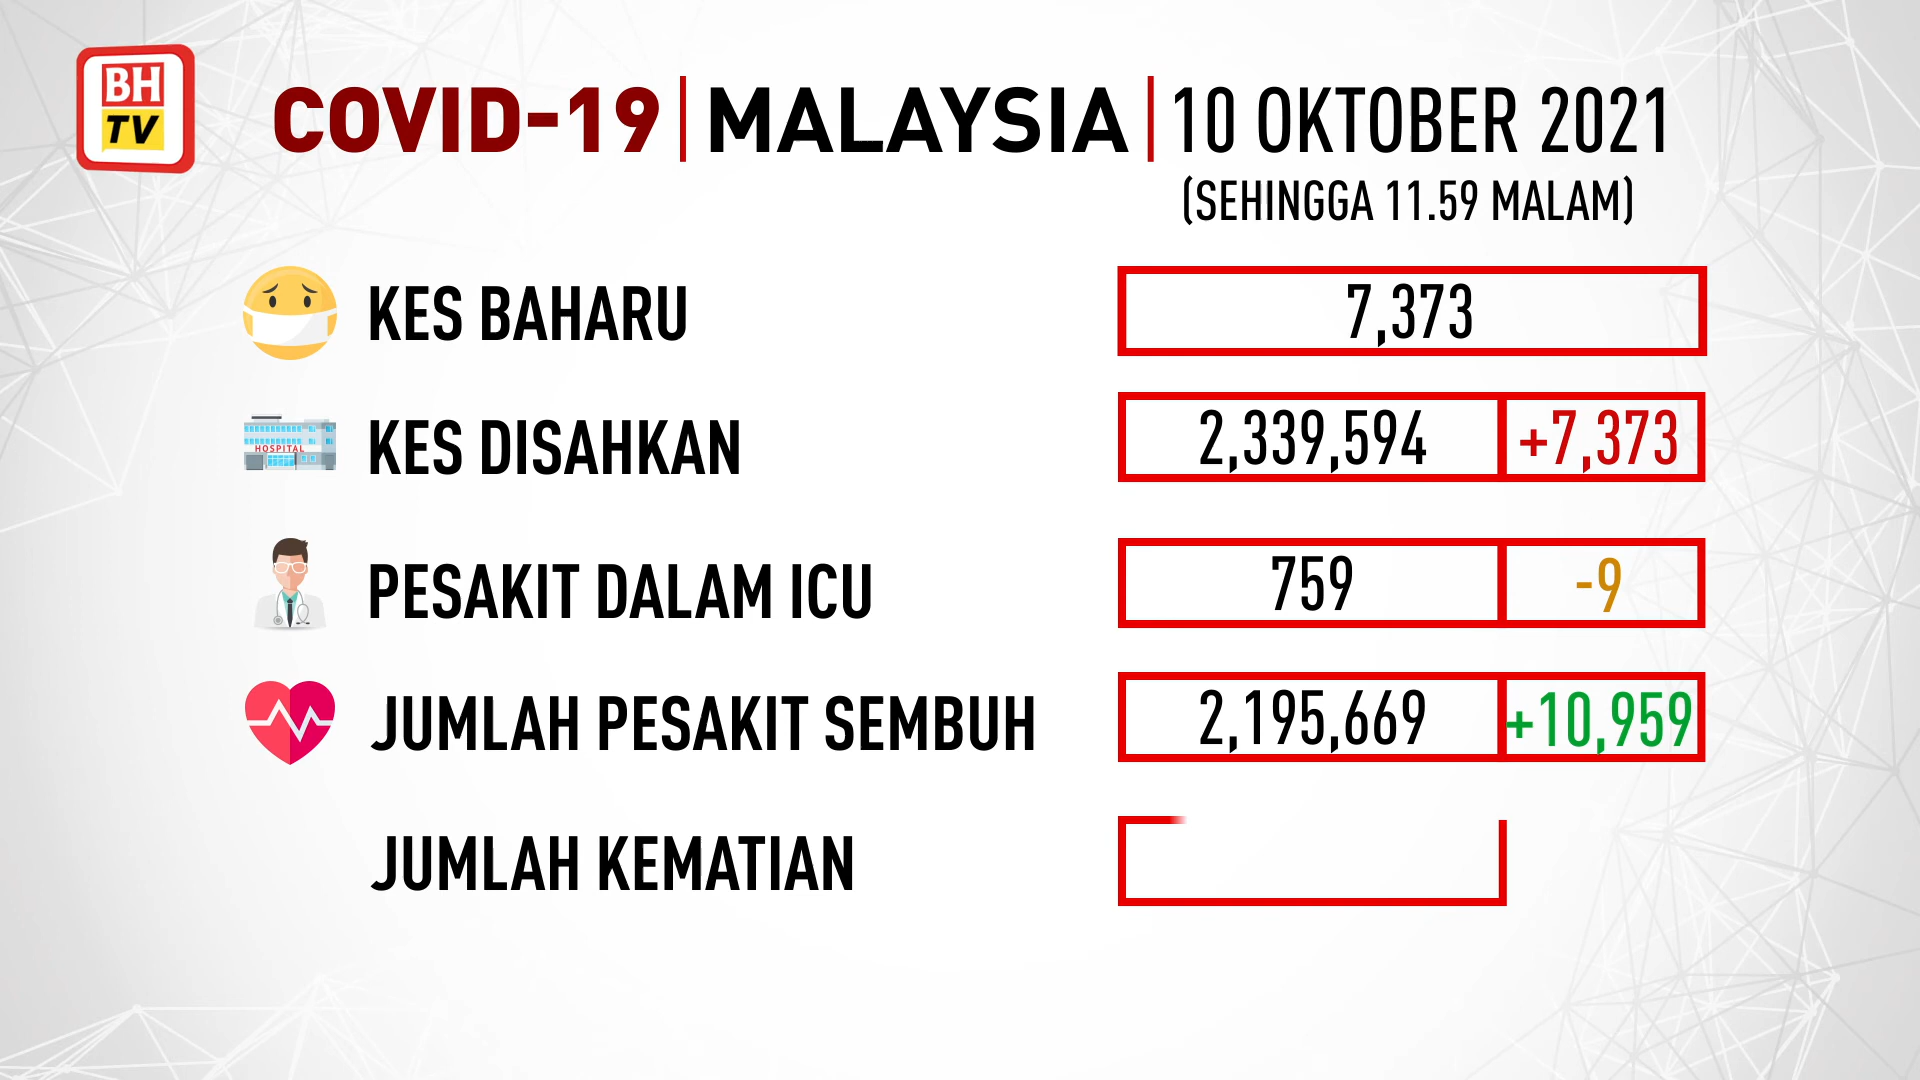 BH
TV
COVID-19 | MALAYSIA | 10 OKTOBER 2021
(SEHINGGA 11.59 MALAM)
KES BAHARU 7,373
HOSPITAL
KES DISAHKAN 2,339,594 +7,373
PESAKIT DALAM ICU 759 -9
JUMLAH PESAKIT SEMBUH 2,195,669 +10,959
JUMLAH KEMATIAN